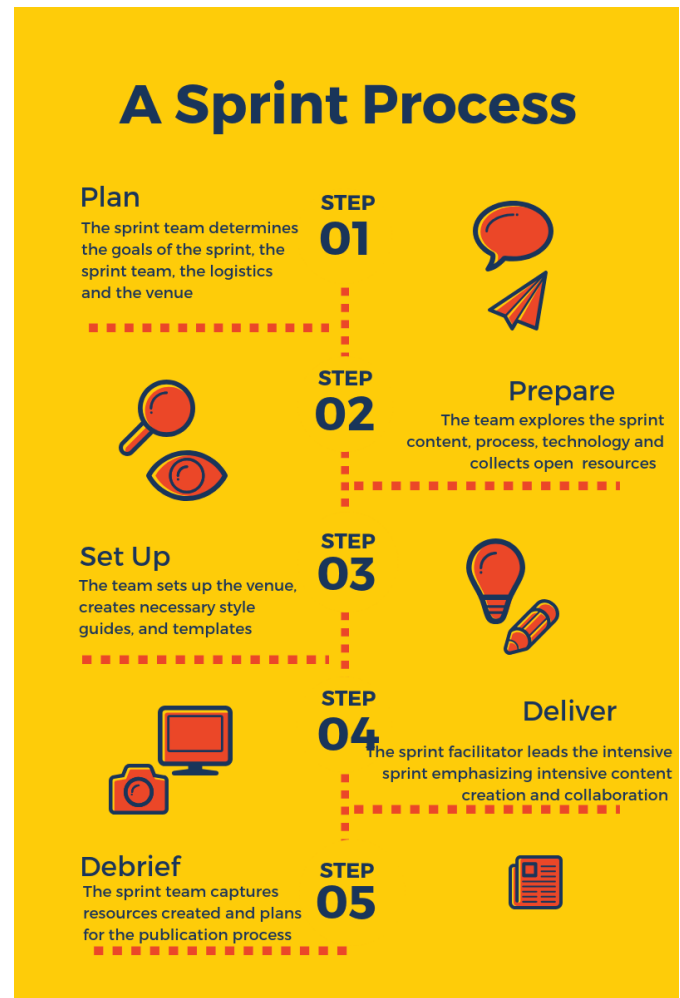 A Sprint Process
Plan
The sprint team determines
the goals of the sprint, the
sprint team, the logistics
and the venue
STEP
01
STEP
02
Prepare
The team explores the sprint
content, process, technology and
collects open resources
Set Up
The team sets up the venue,
creates necessary style
guides, and templates
STEP
03
STEP
04
Deliver
The sprint facilitator leads the intensive
sprint emphasizing intensive content
creation and collaboration
Debrief
The sprint team captures
resources created and plans
for the publication process
STEP
05